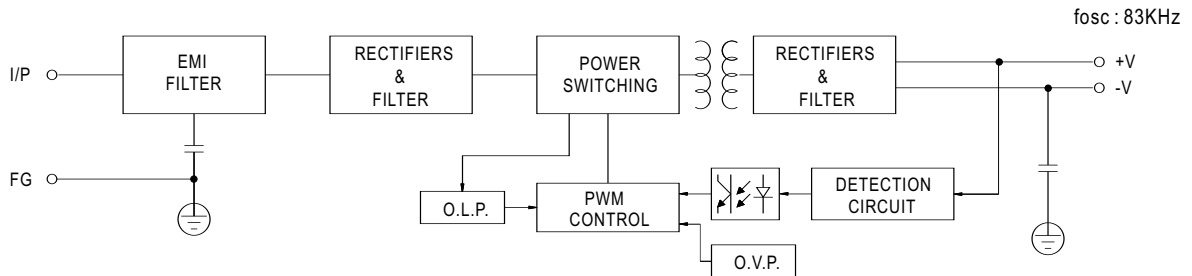 fosc : 83KHz
I/P
EMI
FILTER
RECTIFIERS
&
FILTER
POWER
SWITCHING
RECTIFIERS
&
FILTER
+V
-V
FG
O.L.P.
PWM
CONTROL
DETECTION
CIRCUIT
O.V.P.